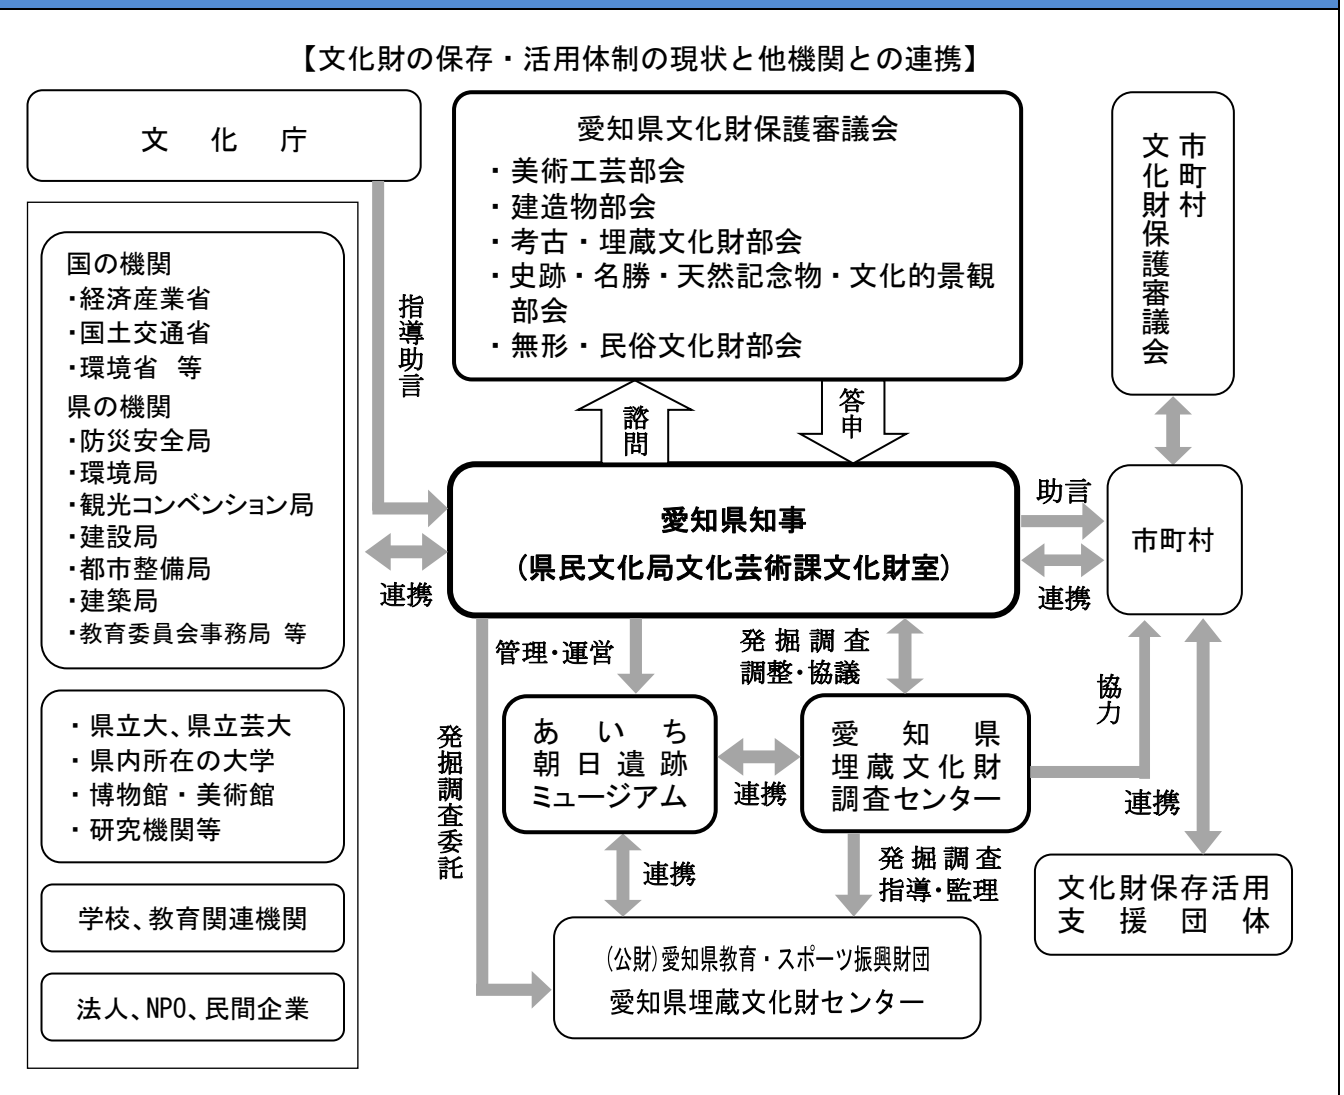 【文化財の保存・活用体制の現状と他機関との連携】
文化庁
愛知県文化財保護審議会
・美術工芸部会
・建造物部会
・考古・埋蔵文化財部会
・史跡・名勝・天然記念物・文化的景観
部会
・無形・民俗文化財部会
市町村
文化財保護審議会
国の機関
・経済産業省
・国土交通省
・環境省 等
県の機関
・防災安全局
・環境局
・観光コンベンション局
・建設局
・都市整備局
・建築局
・教育委員会事務局 等
指導助言
諮問
答申
愛知県知事
(県民文化局文化芸術課文化財室)
連携
助言
連携
市町村
管理・運営
発掘調査
調整・協議
協力
・県立大、県立芸大
・県内所在の大学
・博物館・美術館
・研究機関等
発掘調査委託
あいち
朝日遺跡
ミュージアム
連携
愛知県
埋蔵文化財
調査センター
連携
連携
発掘調査
指導・監理
文化財保存活用
支援団体
学校、教育関連機関
(公財)愛知県教育・スポーツ振興財団
愛知県埋蔵文化財センター
法人、NPO、民間企業